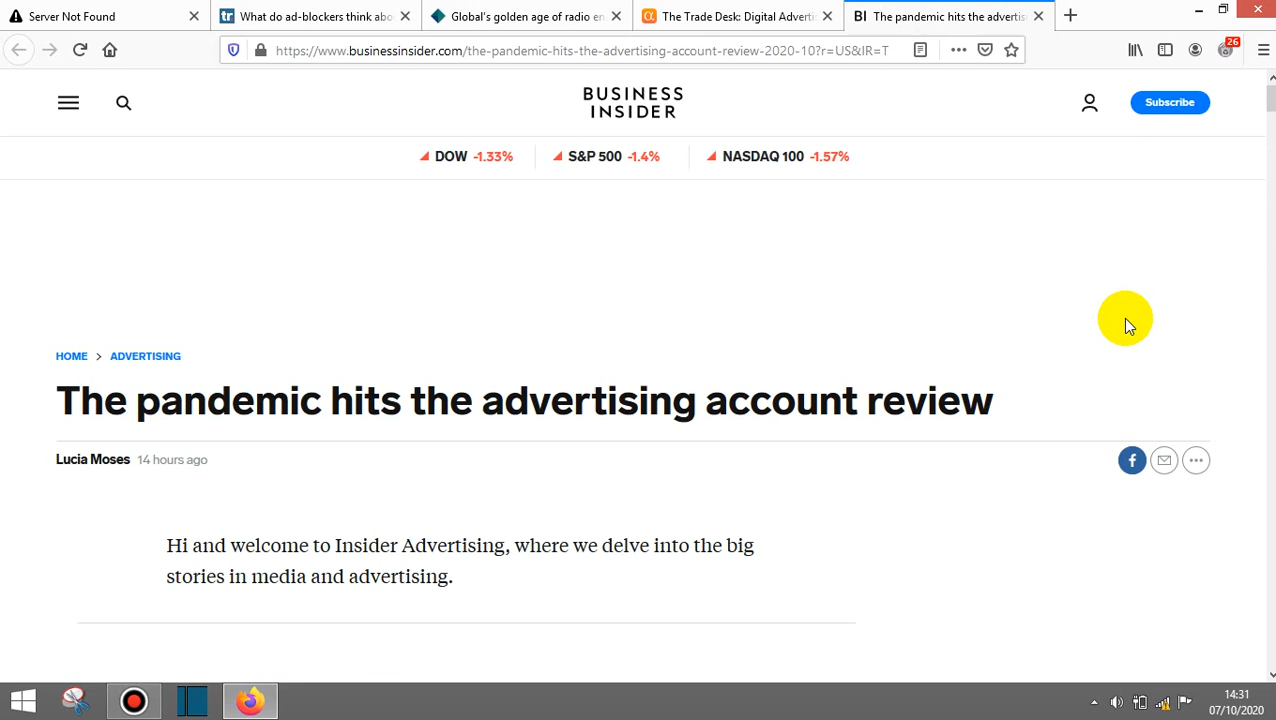 Server Not Found
What do ad-blockers think abo
Global's golden age of radio en
The Trade Desk: Digital Adverti
BI The pandemic hits the advertis
https://www.businessinsider.com/the-pandemic-hits-the-advertising-account-review-2020-10?r=US&IR=T
26
BUSINESS
INSIDER
Subscribe
DOW -1.33% S&P 500 -1.4% NASDAQ 100 -1.57%
HOME > ADVERTISING
The pandemic hits the advertising account review
Lucia Moses 14 hours ago
Hi and welcome to Insider Advertising, where we delve into the big
stories in media and advertising.
14:31
07/10/2020